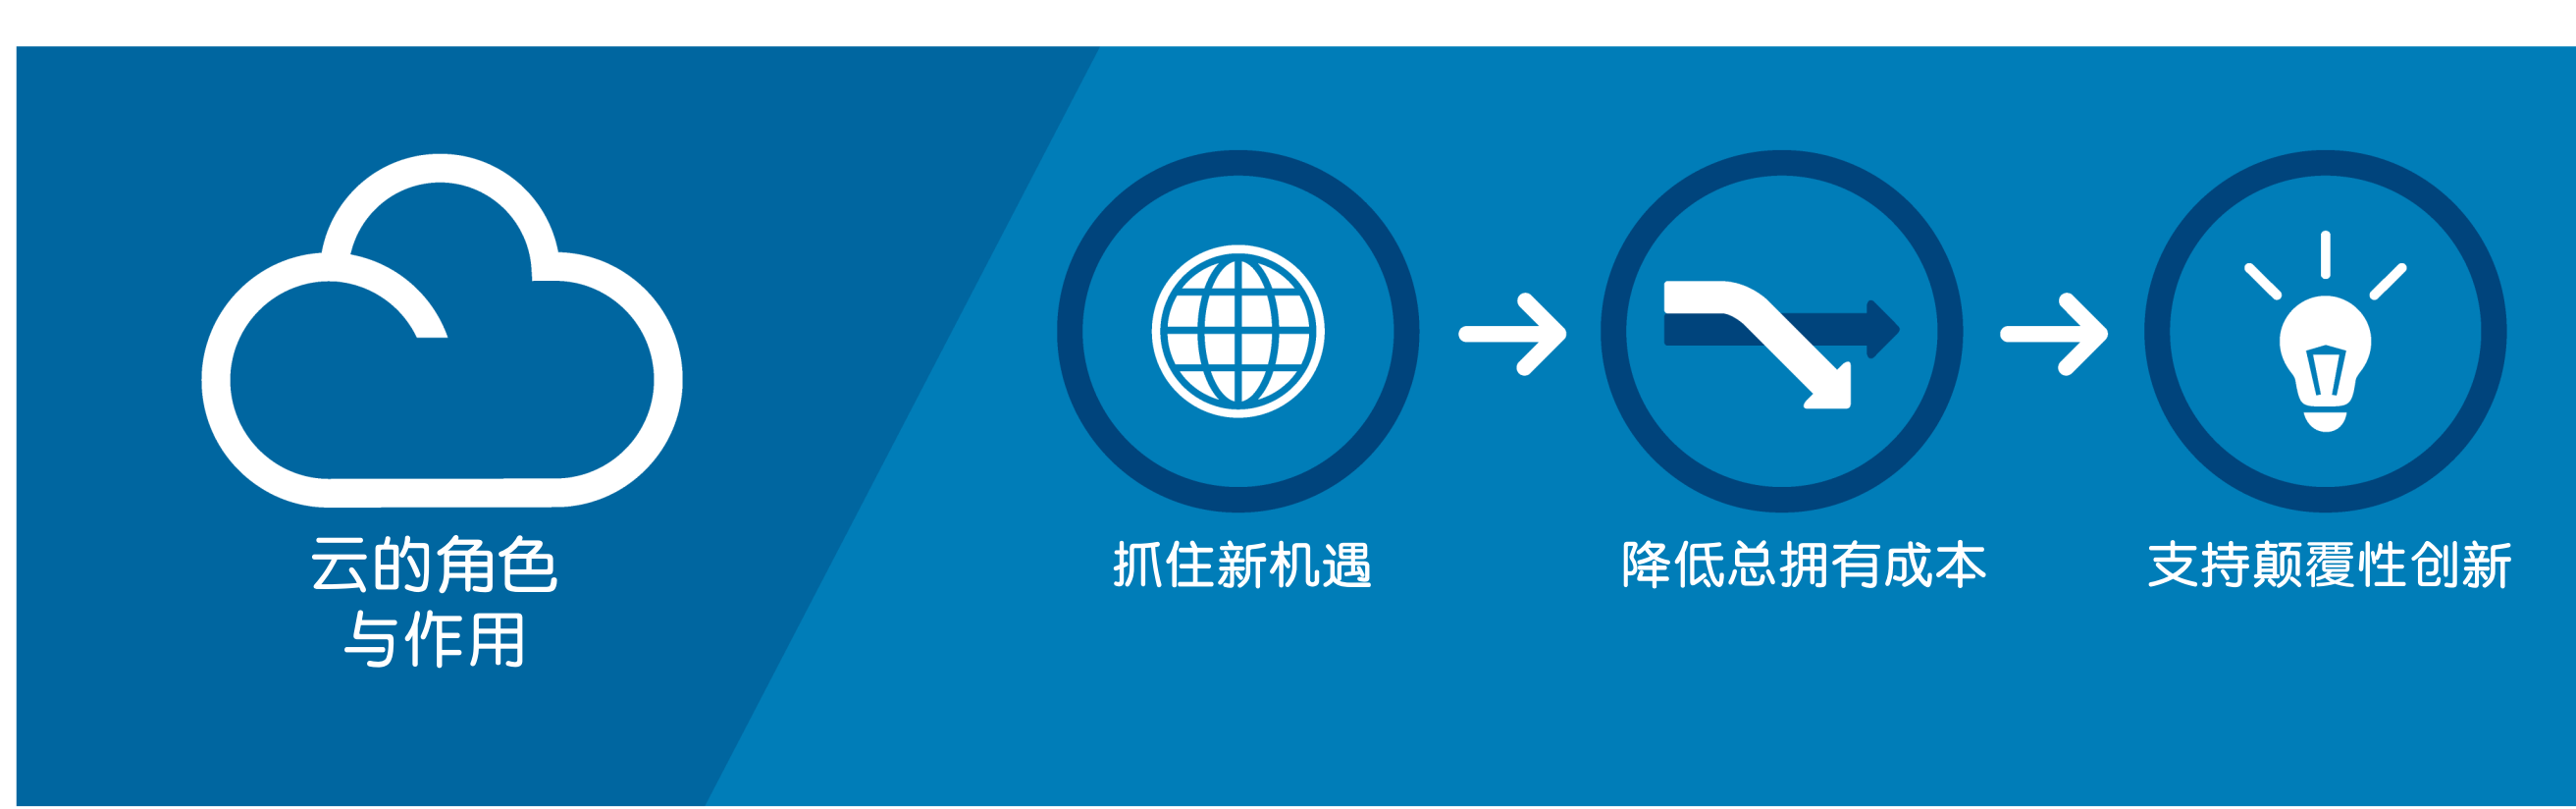 云的角色
与作用
抓住新机遇
降低总拥有成本
支持颠覆性创新